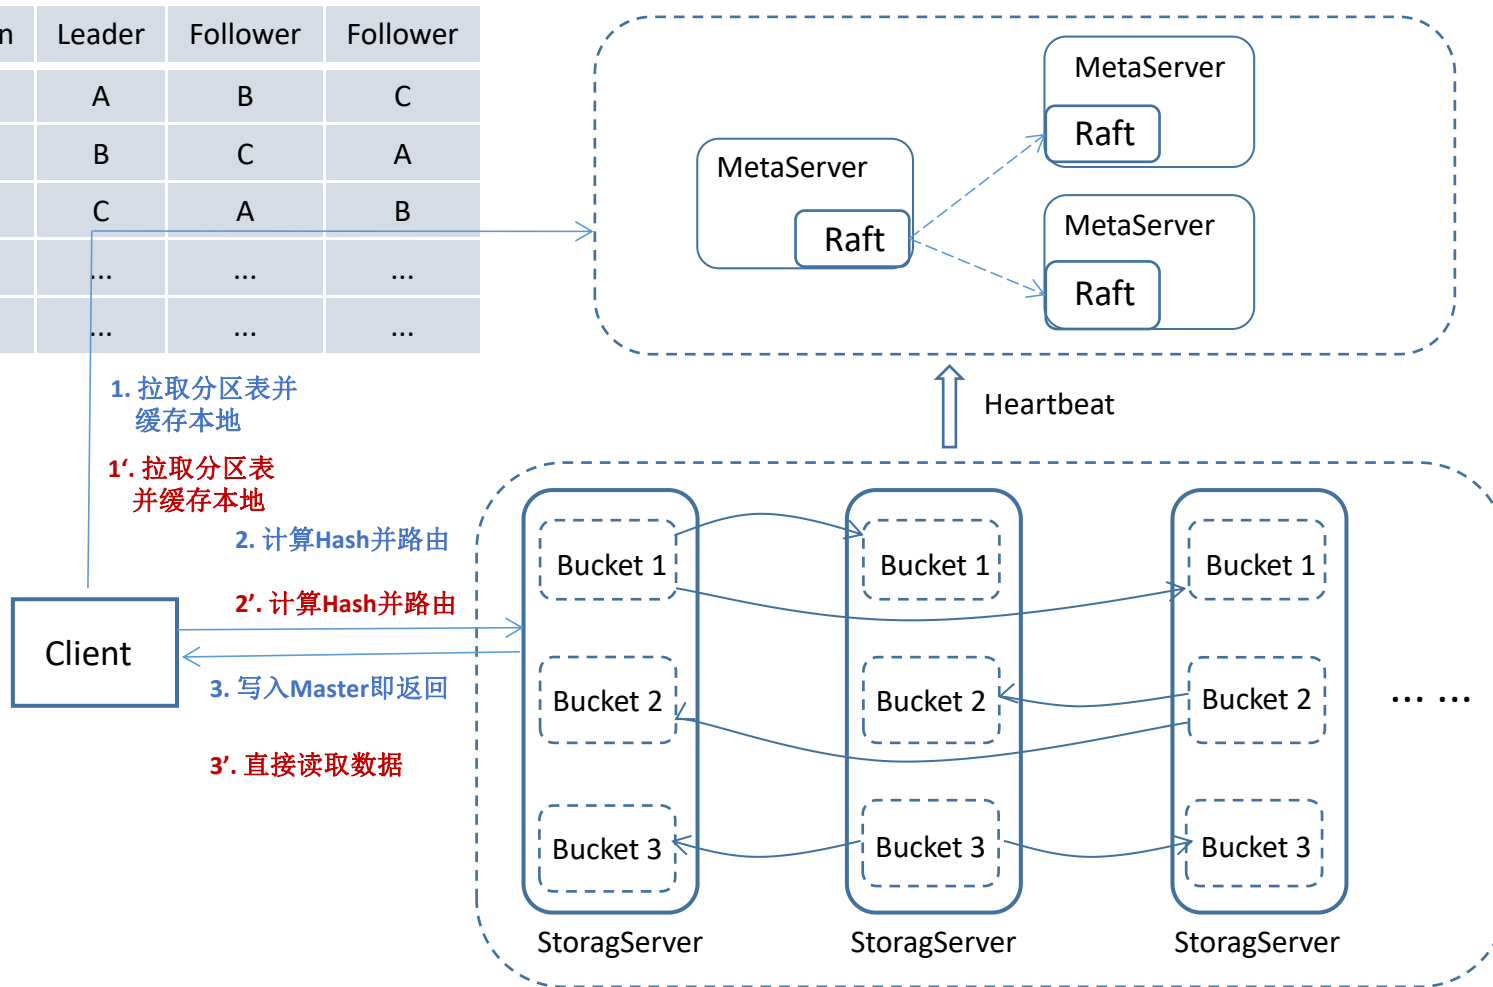 n Leader Follower Follower
A B C
B C A
C A B
... ... ...
... ... ...
MetaServer
Raft
MetaServer
Raft
MetaServer
Raft
1. 拉取分区表并
缓存本地
Heartbeat
1‘. 拉取分区表
并缓存本地
2. 计算Hash并路由
2’. 计算Hash并路由
Client
3. 写入Master即返回
3’. 直接读取数据
Bucket 1 Bucket 1 Bucket 1
Bucket 2 Bucket 2 Bucket 2 ... ...
Bucket 3 Bucket 3 Bucket 3
StoragServer StoragServer StoragServer